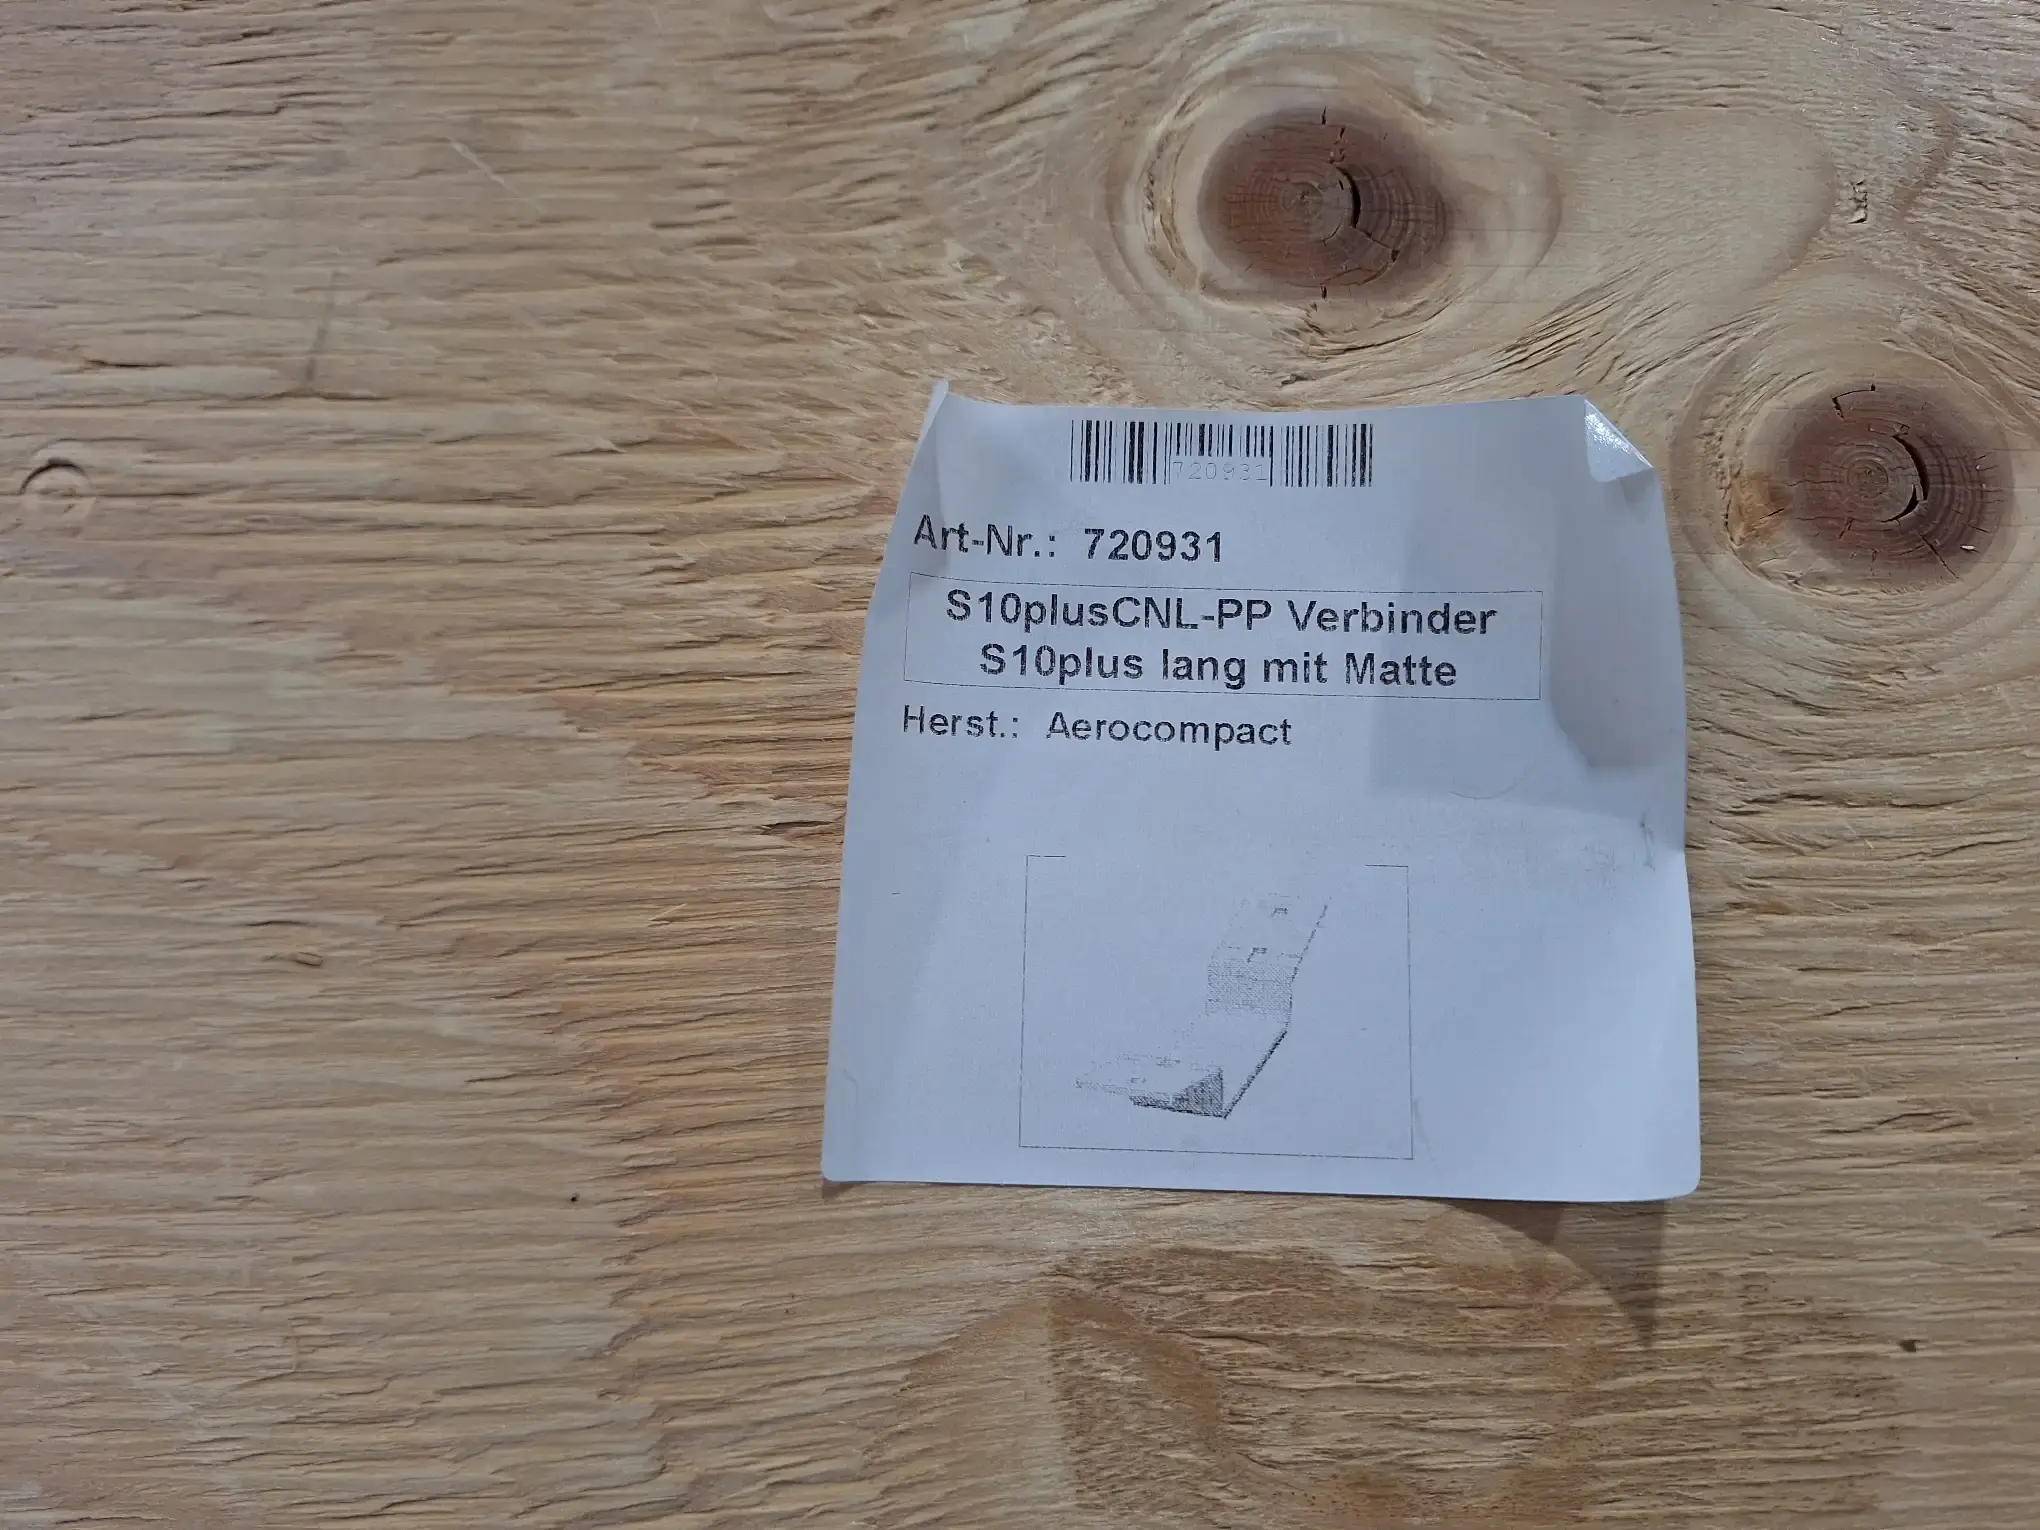 720931
Art-Nr.: 720931
S10plusCNL-PP Verbinder
S10plus lang mit Matte
Herst.: Aerocompact